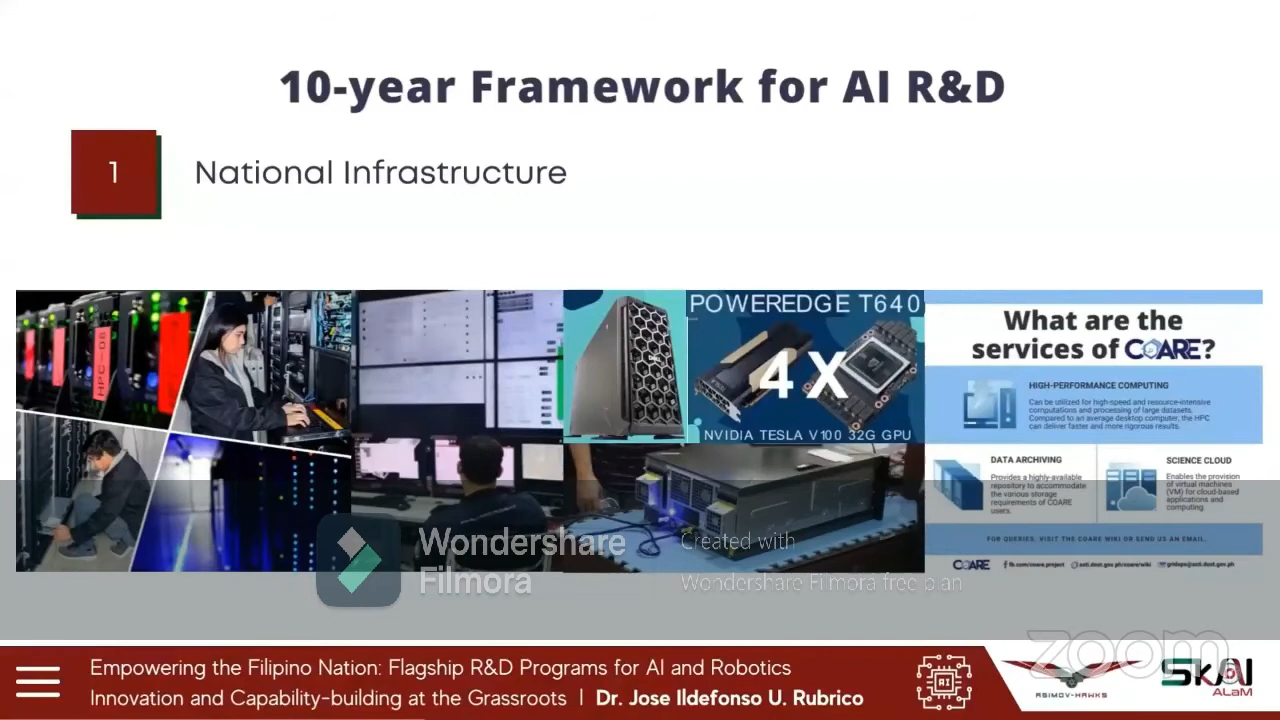 10-year Framework for AI R&D
1
National Infrastructure
HPC-08
POWEREDGE T640
4 X
NVIDIA TESLA V100 32G GPU
What are the
services of COARE?
HIGH-PERFORMANCE COMPUTING
Can be utilized for high-speed and resource-intensive
computations and processing of large datasets.
Compared to an average desktop computer, the HPC
can deliver faster and more rigorous results.
DATA ARCHIVING
Provides a highly-available
repository to accommodate
the various storage
requirements of COARE
users.
SCIENCE CLOUD
Enables the provision
of virtual machines
(VM) for cloud-based
applications and
computing.
FOR QUERIES, VISIT THE COARE WIKI OR SEND US AN EMAIL.
COARE
fb.com/coare.project
asti.dost.gov.ph/coare/wiki
gridops@asti.dost.gov.ph
Wondershare
Filmora
Created with
Wondershare Filmora free plan
zoom
Empowering the Filipino Nation: Flagship R&D Programs for AI and Robotics
Innovation and Capability-building at the Grassroots | Dr. Jose Ildefonso U. Rubrico
AI
ASIMOV-HAWKS
SkAI
ALaM